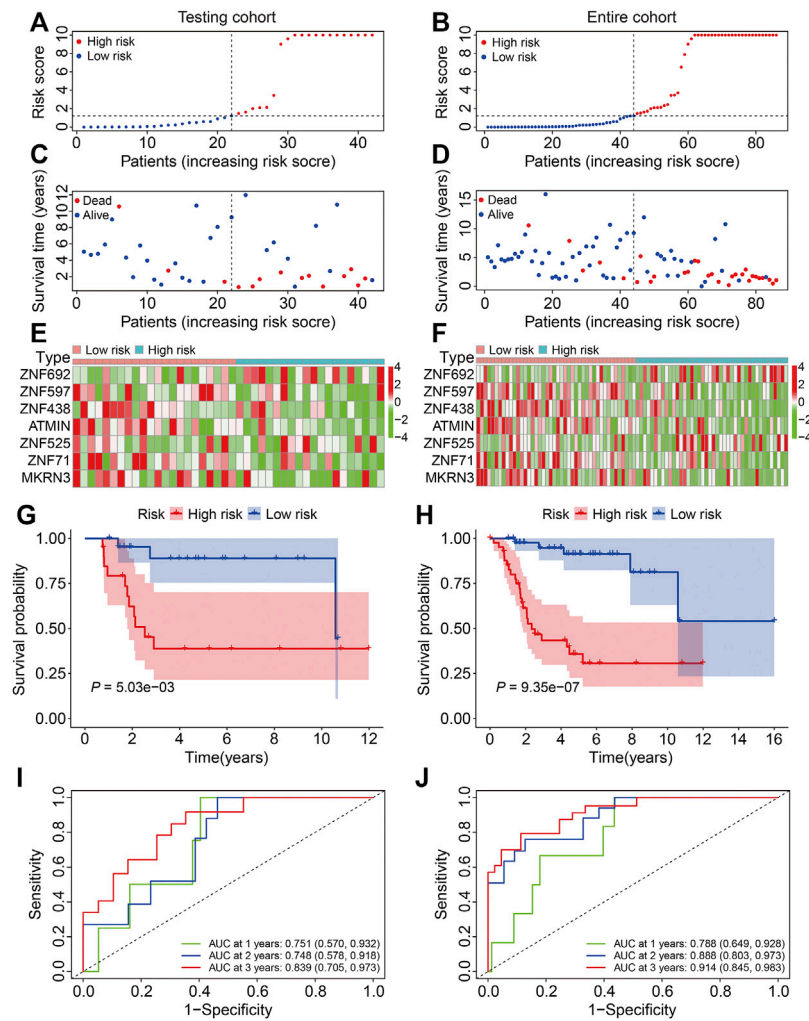 A
Testing cohort
High risk
Low risk
Risk score
0 2 4 6 8 10
0 10 20 30 40
Patients (increasing risk socre)
B
Entire cohort
High risk
Low risk
Risk score
0 2 4 6 8 10
0 20 40 60 80
Patients (increasing risk socre)
C
Dead
Alive
Survival time (years)
2 4 6 8 10 12
0 10 20 30 40
Patients (increasing risk socre)
D
Dead
Alive
Survival time (years)
0 5 10 15
0 20 40 60 80
Patients (increasing risk socre)
E
Low risk High risk
Type
ZNF692
ZNF597
ZNF438
ATMIN
ZNF525
ZNF71
MKRN3
4
2
0
−2
−4
F
Low risk High risk
Type
ZNF692
ZNF597
ZNF438
ATMIN
ZNF525
ZNF71
MKRN3
4
2
0
−2
−4
G
Risk High risk Low risk
Survival probability
1.00
0.75
0.50
0.25
0.00
P = 5.03e−03
0 2 4 6 8 10 12
Time(years)
H
Risk High risk Low risk
Survival probability
1.00
0.75
0.50
0.25
0.00
P = 9.35e−07
0 2 4 6 8 10 12 14 16
Time(years)
I
Sensitivity
0.0 0.2 0.4 0.6 0.8 1.0
AUC at 1 years: 0.751 (0.570, 0.932)
AUC at 2 years: 0.748 (0.578, 0.918)
AUC at 3 years: 0.839 (0.705, 0.973)
0.0 0.2 0.4 0.6 0.8 1.0
1−Specificity
J
Sensitivity
0.0 0.2 0.4 0.6 0.8 1.0
AUC at 1 years: 0.788 (0.649, 0.928)
AUC at 2 years: 0.888 (0.803, 0.973)
AUC at 3 years: 0.914 (0.845, 0.983)
0.0 0.2 0.4 0.6 0.8 1.0
1−Specificity